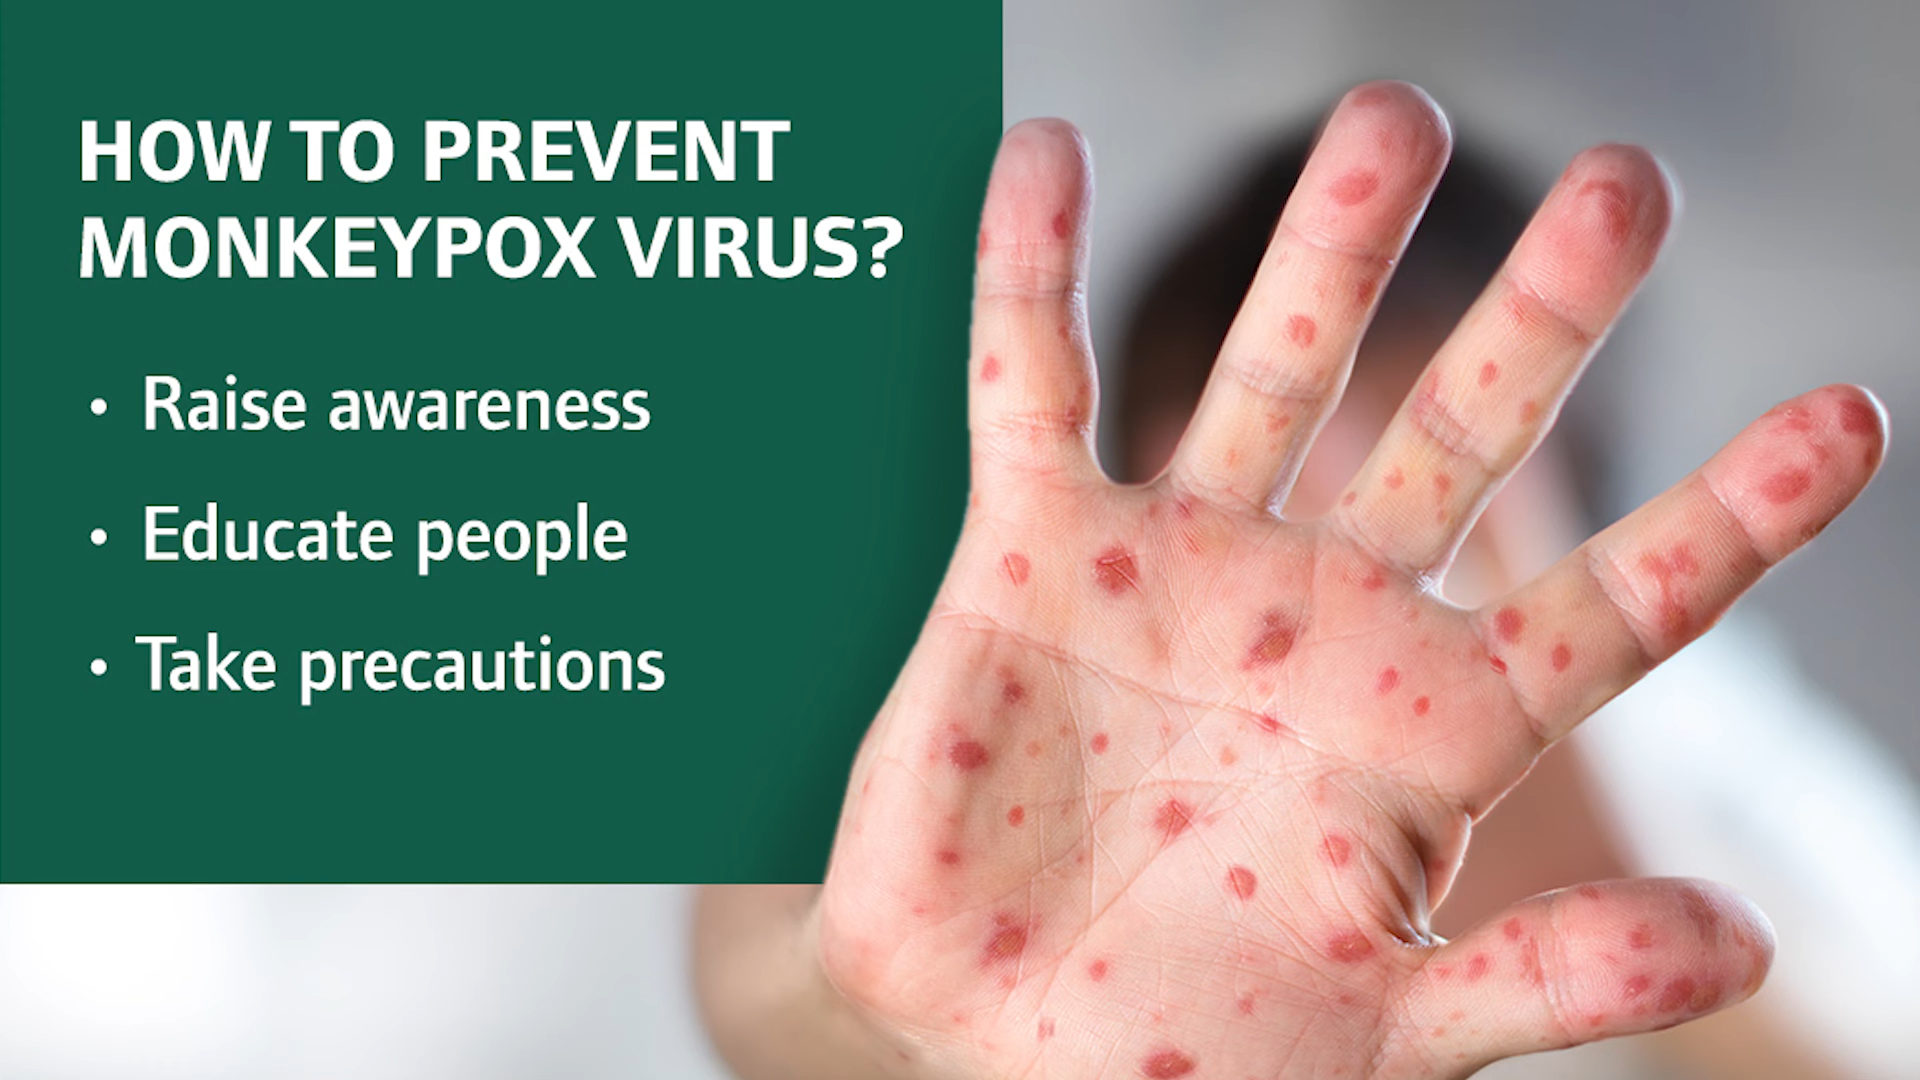 HOW TO PREVENT
MONKEYPOX VIRUS?
• Raise awareness
• Educate people
• Take precautions